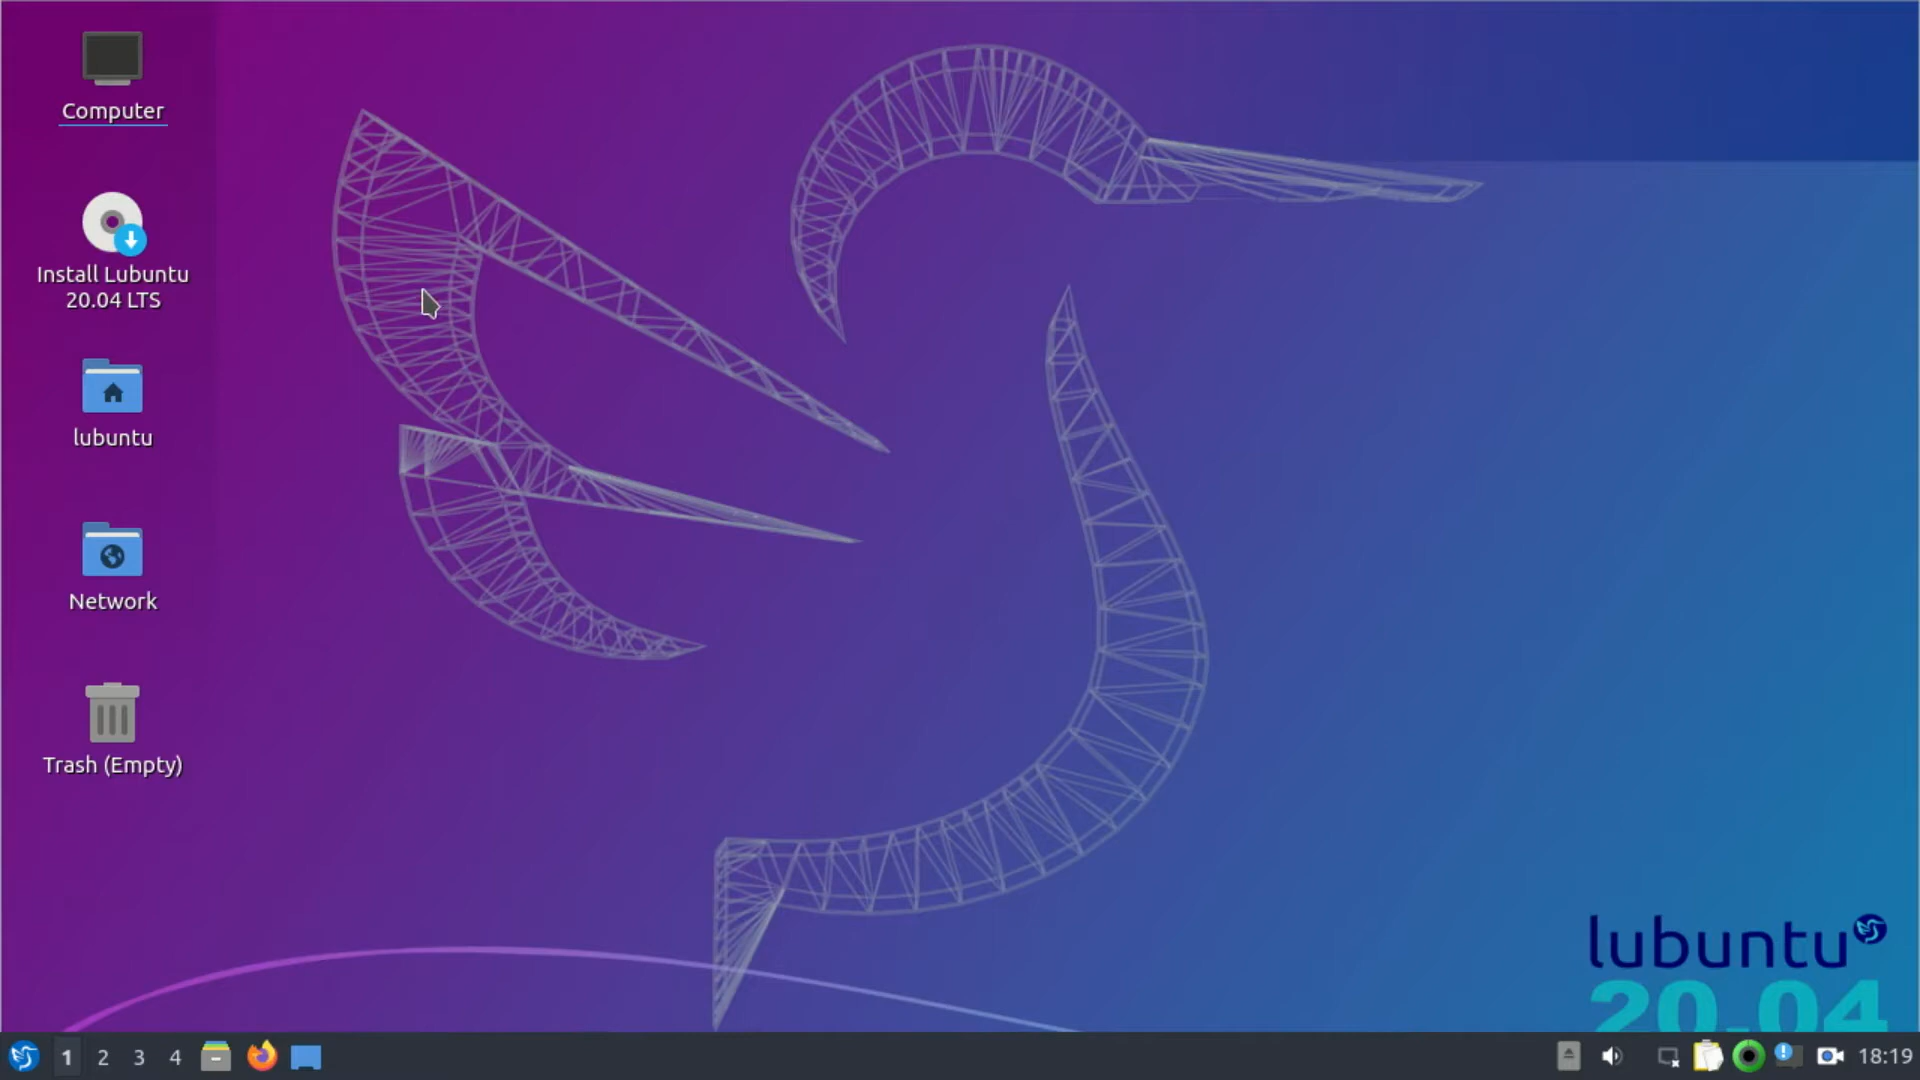 Computer
Install Lubuntu
20.04 LTS
lubuntu
Network
Trash (Empty)
lubuntu
20.04
1 2 3 4
18:19